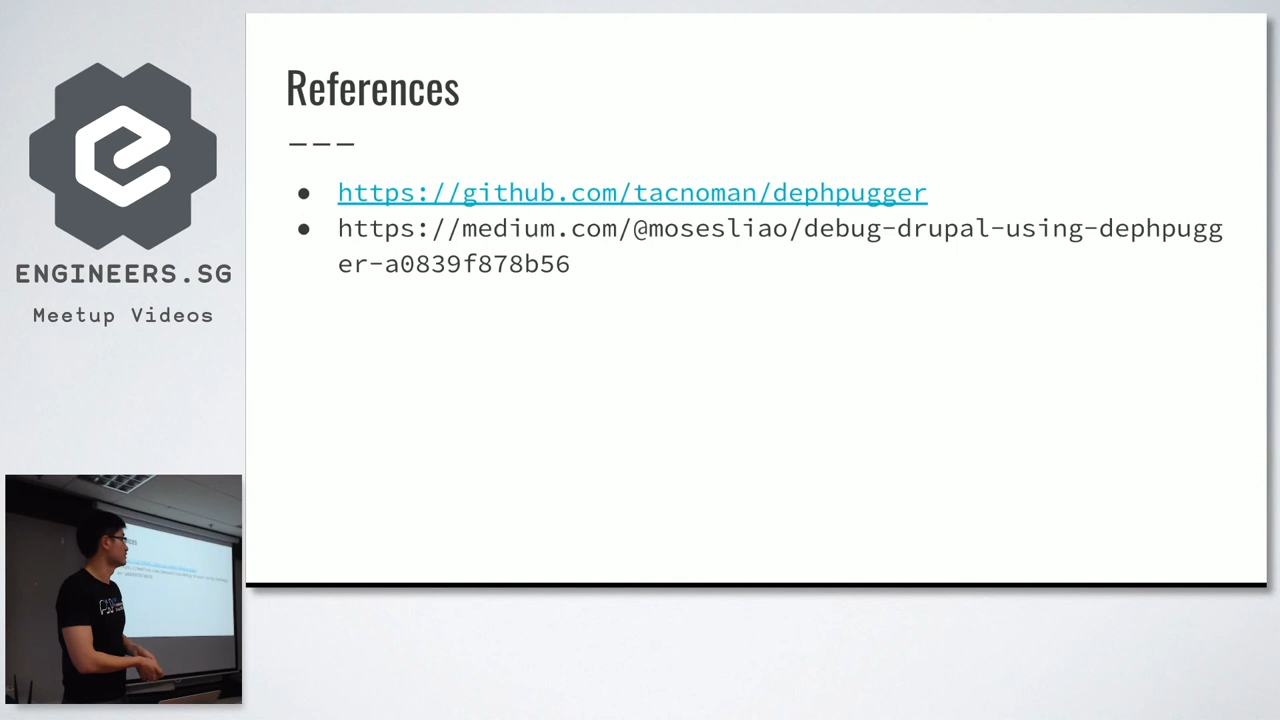 References
———
● https://github.com/tacnoman/dephpugger
● https://medium.com/@mosesliao/debug-drupal-using-dephpugg
er-a0839f878b56
ENGINEERS.SG
Meetup Videos